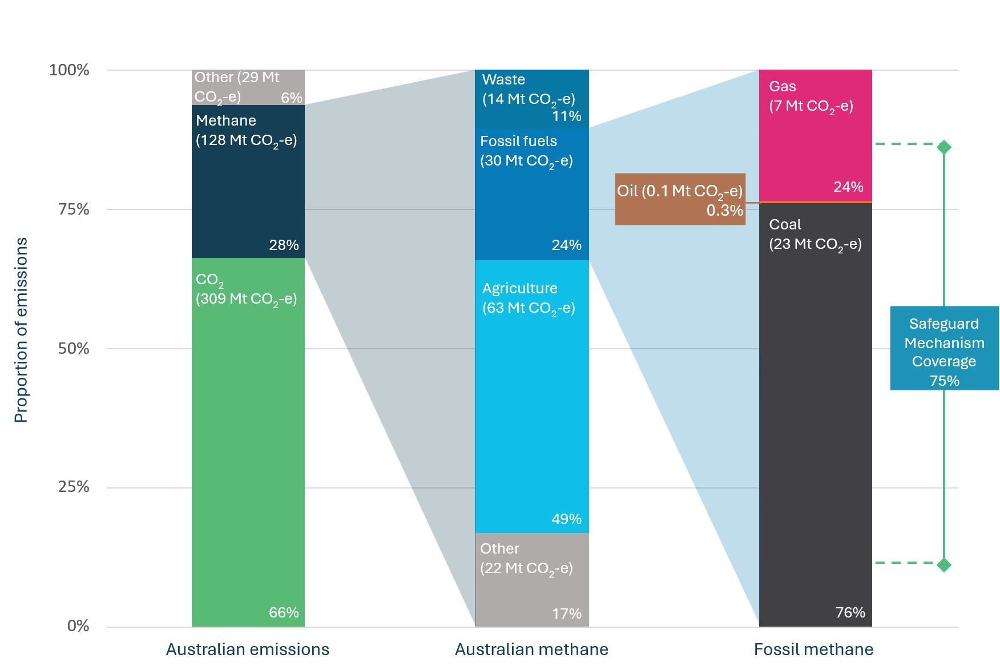 Proportion of emissions
100%
75%
50%
25%
0%
Other (29 Mt
CO₂-e)
6%
Methane
(128 Mt CO₂-e)
28%
CO₂
(309 Mt CO₂-e)
66%
Australian emissions
Waste
(14 Mt CO₂-e)
11%
Fossil fuels
(30 Mt CO₂-e)
24%
Agriculture
(63 Mt CO₂-e)
49%
Other
(22 Mt CO₂-e)
17%
Australian methane
Oil (0.1 Mt CO₂-e)
0.3%
Gas
(7 Mt CO₂-e)
24%
Coal
(23 Mt CO₂-e)
76%
Fossil methane
Safeguard
Mechanism
Coverage
75%